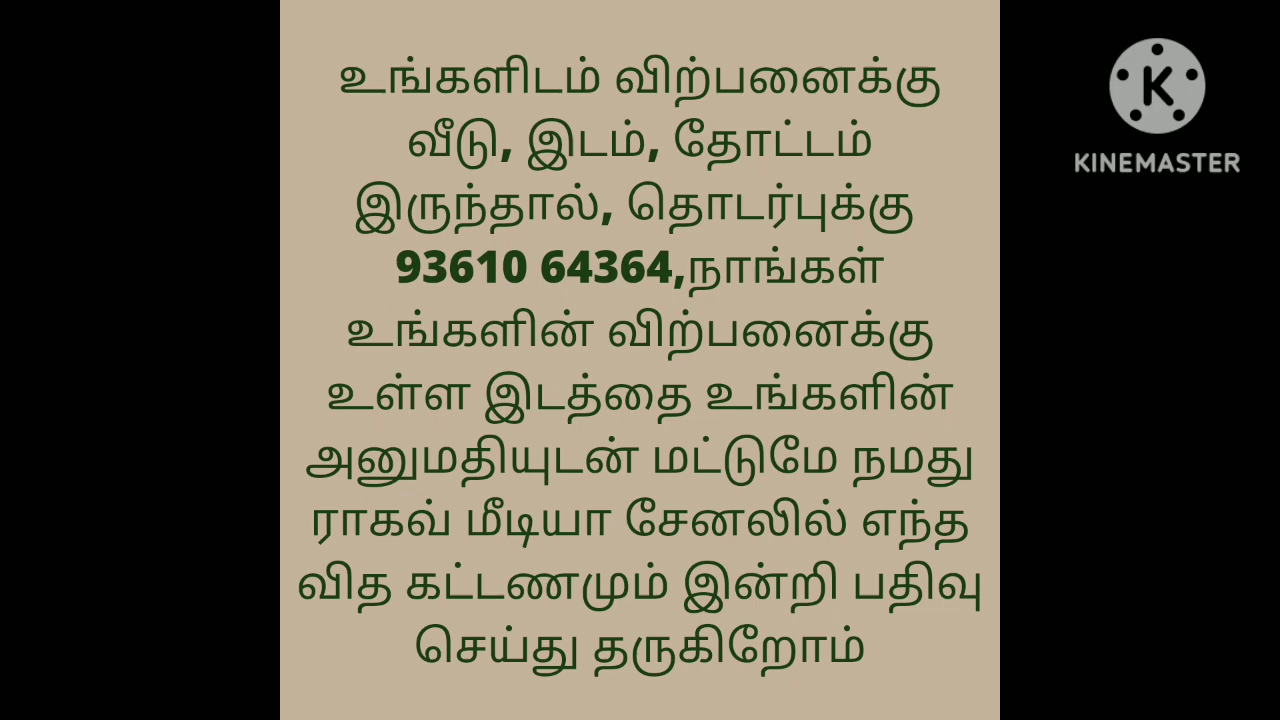 உங்களிடம் விற்பனைக்கு
வீடு, இடம், தோட்டம்
இருந்தால், தொடர்புக்கு
93610 64364,நாங்கள்
உங்களின் விற்பனைக்கு
உள்ள இடத்தை உங்களின்
அனுமதியுடன் மட்டுமே நமது
ராகவ் மீடியா சேனலில் எந்த
வித கட்டணமும் இன்றி பதிவு
செய்து தருகிறோம்
K
KINEMASTER